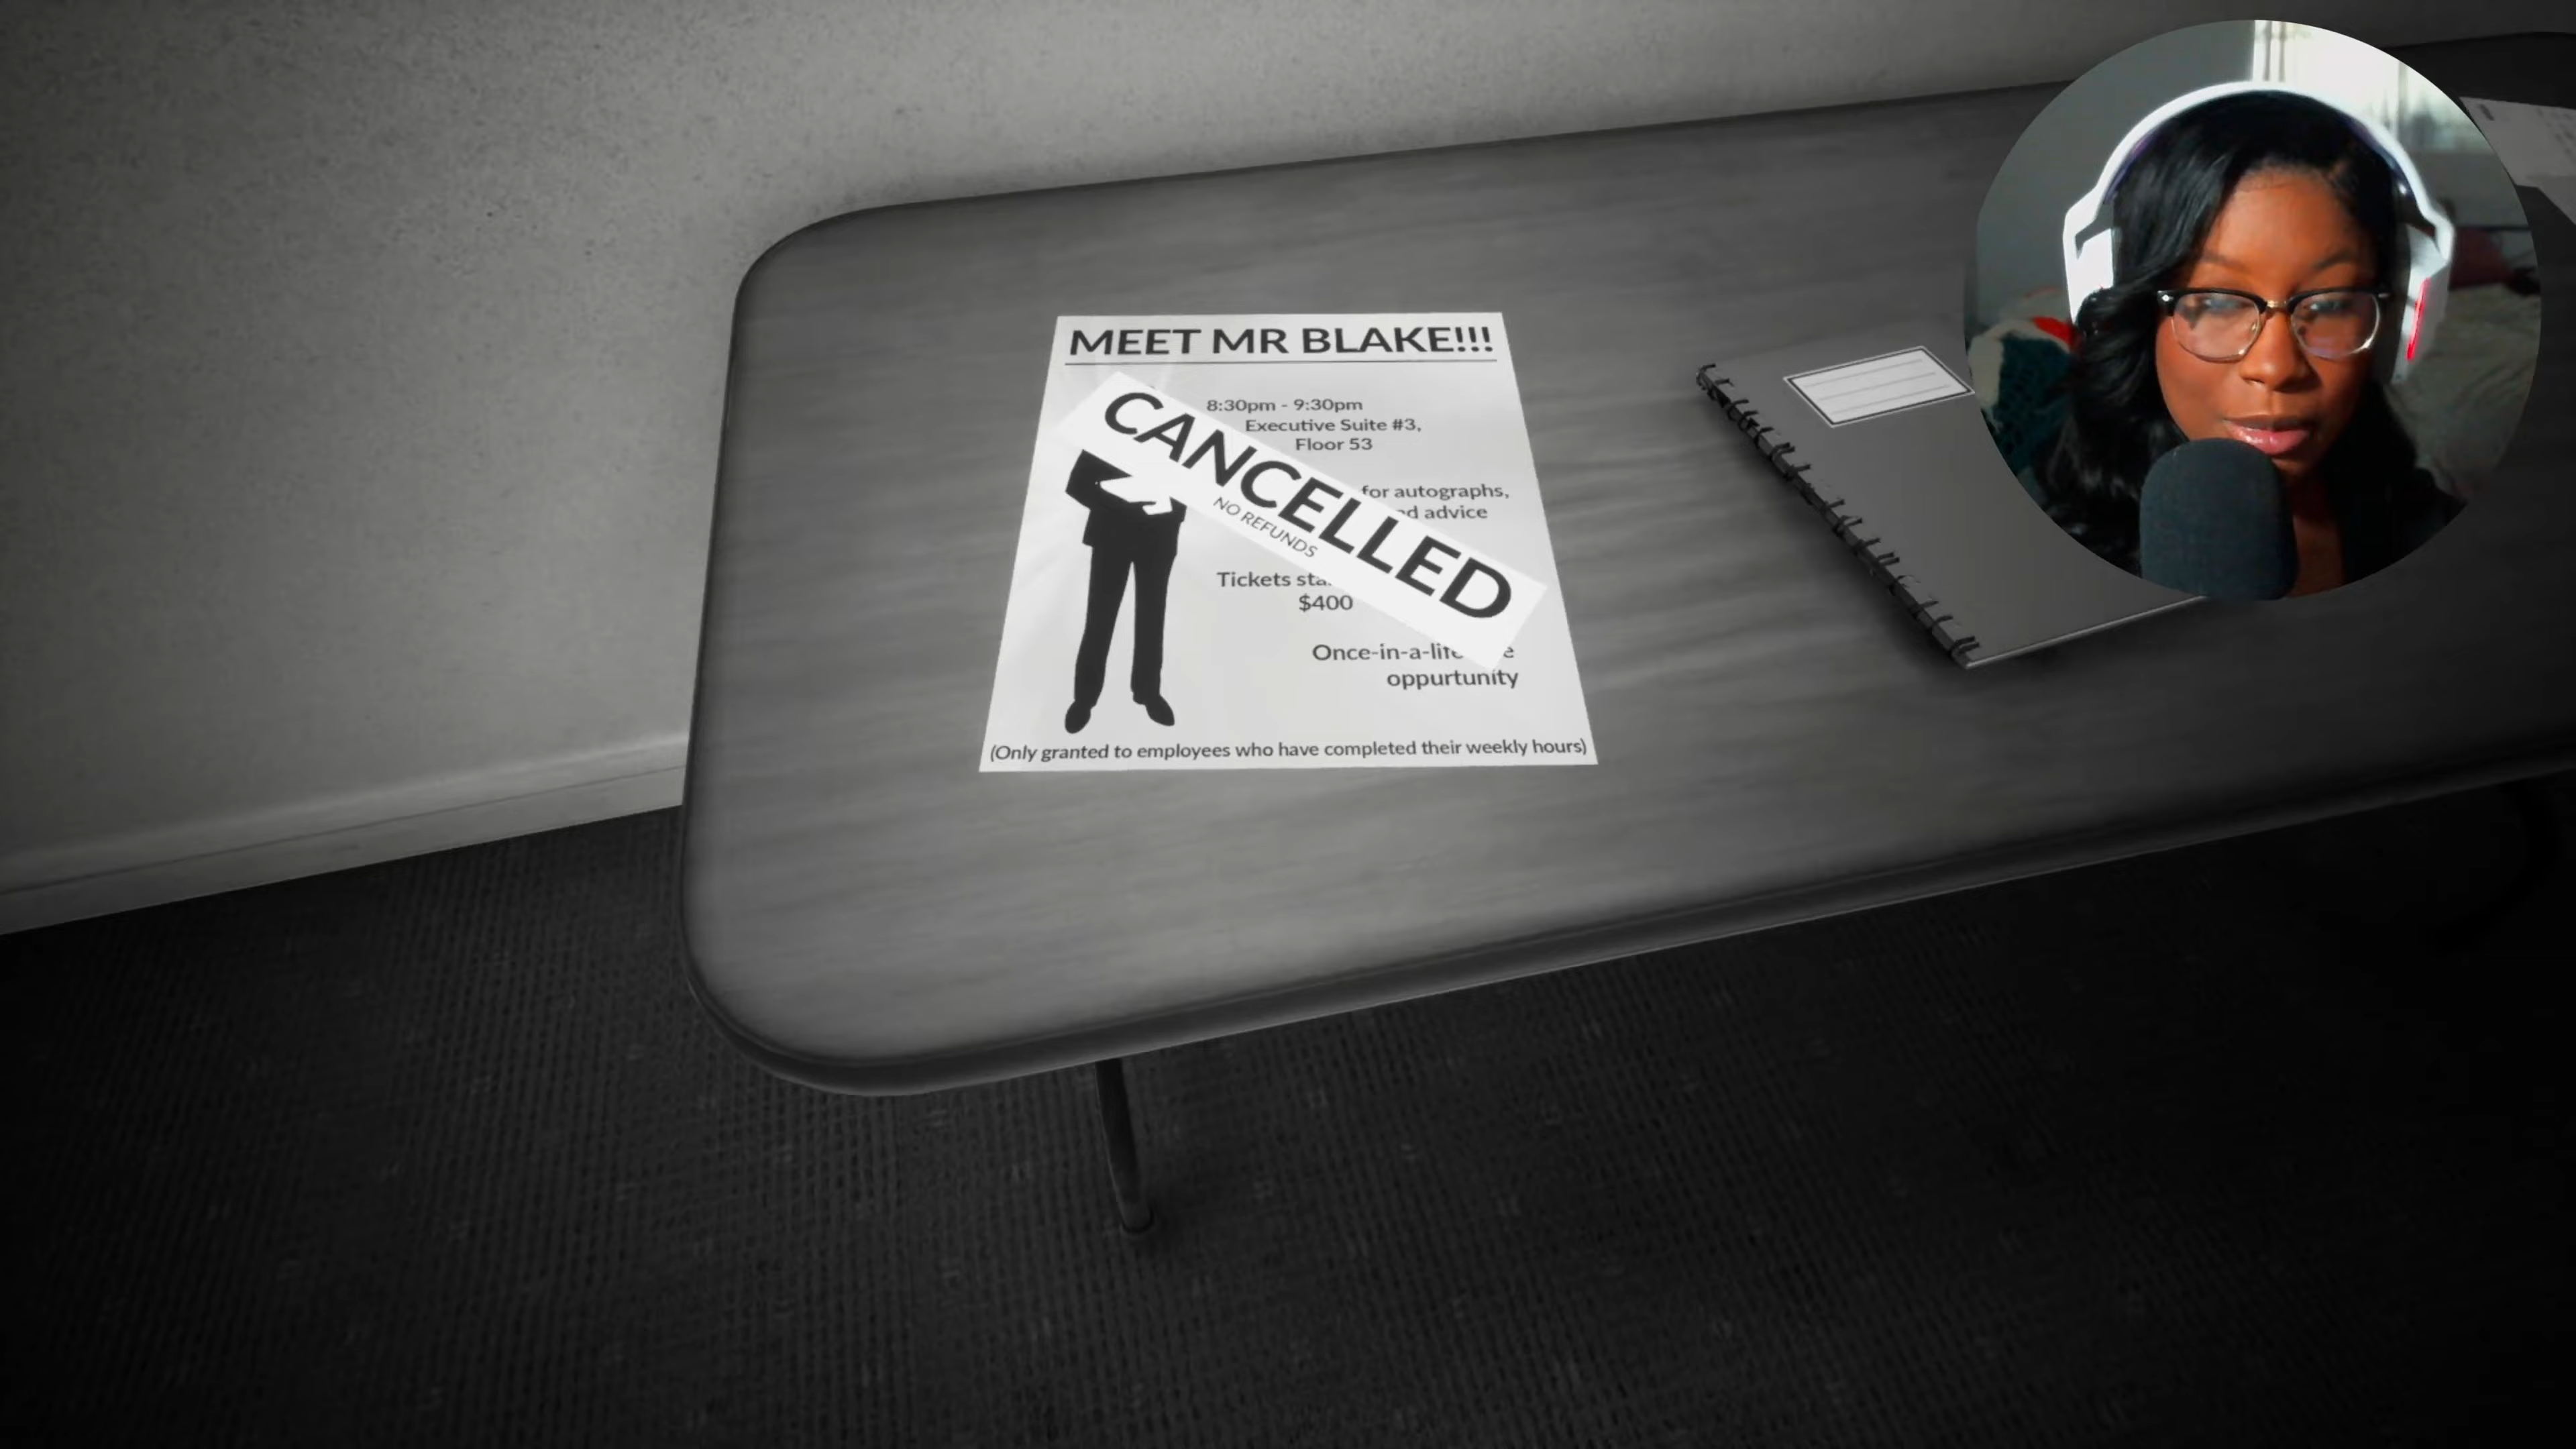 MEET MR BLAKE!!!
8:30pm - 9:30pm
Executive Suite #3,
Floor 53
CANCELLED
NO REFUNDS
for autographs,
advice
Tickets
$400
Once-in-a-
oppurtunity
(Only granted to employees who have completed their weekly hours)